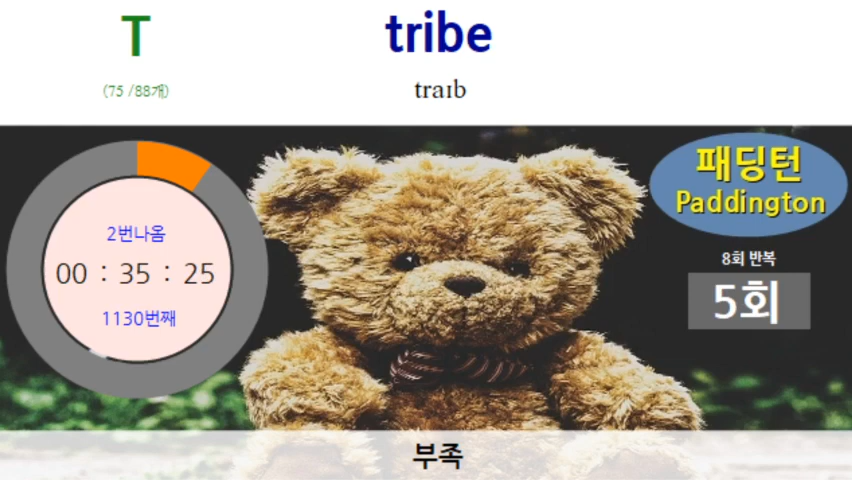 T
tribe
(75 /88개)
traɪb
패딩턴
Paddington
2번나옴
00 : 35 : 25
1130번째
8회 반복
5회
부족